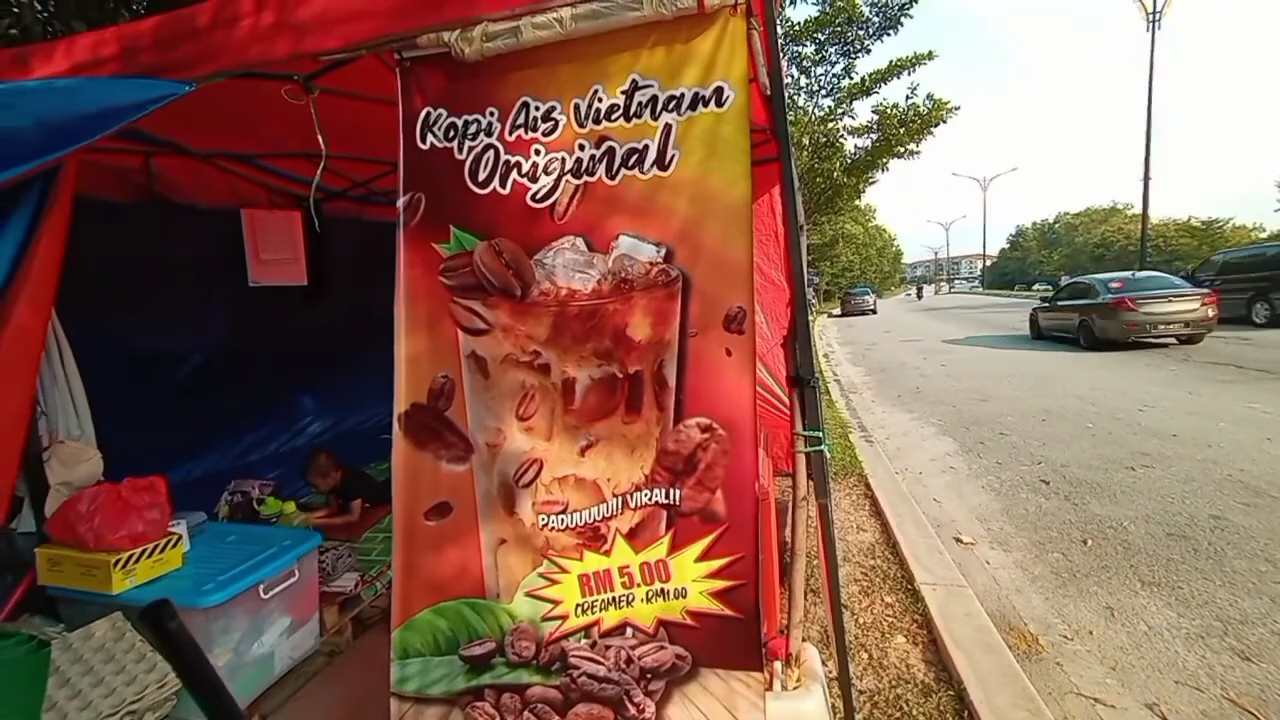 Kopi Ais Vietnam
Original
PADUUUUU!! VIRAL!!
RM 5.00
CREAMER +RM1.00